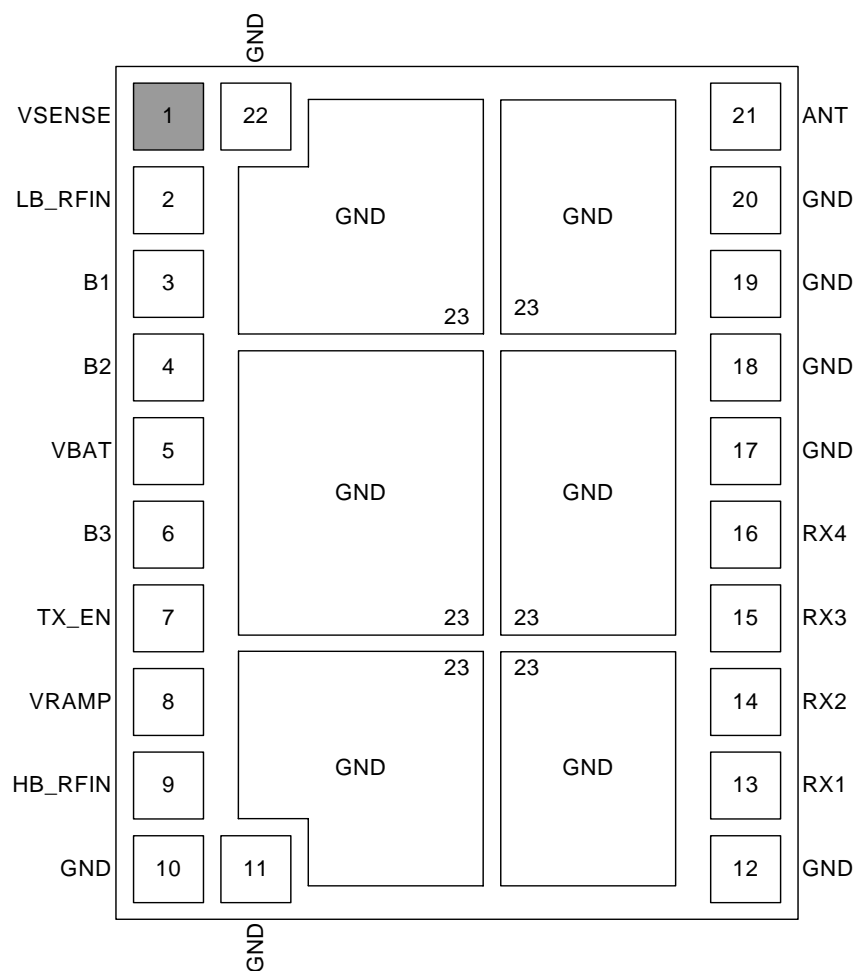 GND
VSENSE 1 22 21 ANT
LB_RFIN 2 GND GND 20 GND
B1 3 23 23 19 GND
B2 4 18 GND
VBAT 5 GND GND 17 GND
B3 6 16 RX4
TX_EN 7 23 23 15 RX3
VRAMP 8 23 23 14 RX2
HB_RFIN 9 GND GND 13 RX1
GND 10 11 12 GND
GND